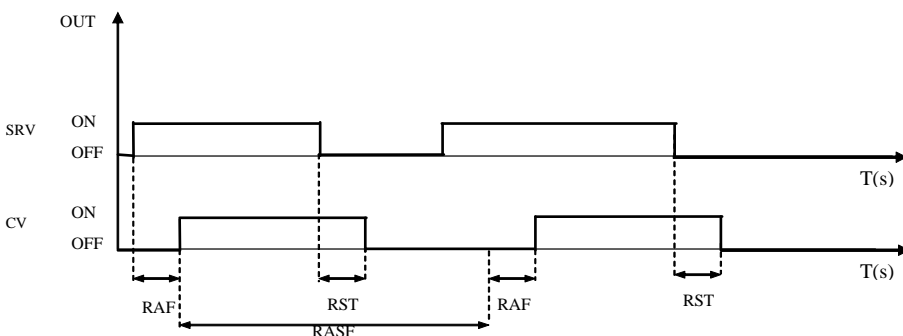 OUT
SRV
ON
OFF
T(s)
CV
ON
OFF
T(s)
RAF
RST
RAF
RST
RASF